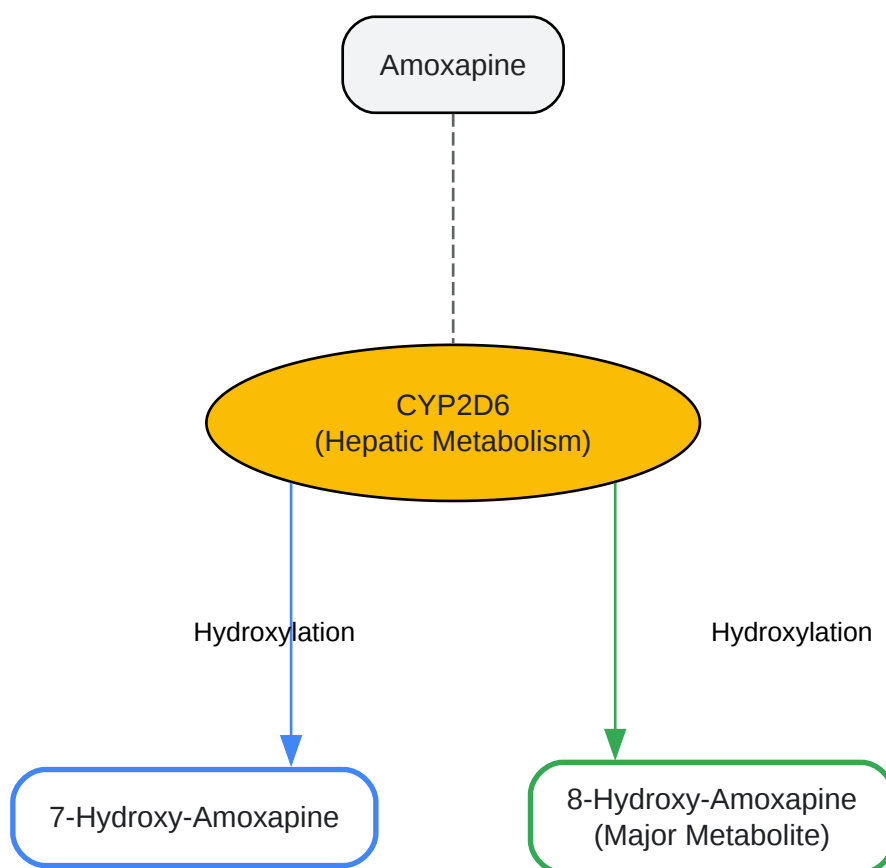 Amoxapine
CYP2D6
(Hepatic Metabolism)
Hydroxylation
Hydroxylation
7-Hydroxy-Amoxapine
8-Hydroxy-Amoxapine
(Major Metabolite)